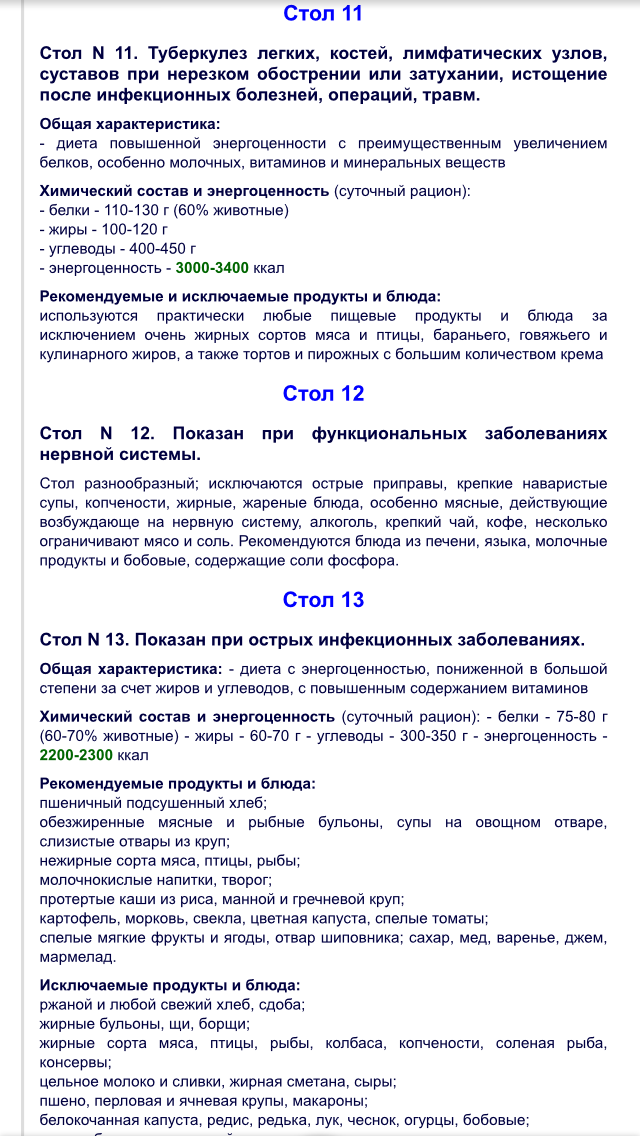 Стол 11
Стол N 11. Туберкулез легких, костей, лимфатических узлов,
суставов при нерезком обострении или затухании, истощение
после инфекционных болезней, операций, травм.
Общая характеристика:
- диета повышенной энергоценности с преимущественным увеличением
белков, особенно молочных, витаминов и минеральных веществ
Химический состав и энергоценность (суточный рацион):
- белки - 110-130 г (60% животные)
- жиры - 100-120 г
- углеводы - 400-450 г
- энергоценность - 3000-3400 ккал
Рекомендуемые и исключаемые продукты и блюда:
используются практически любые пищевые продукты и блюда за
исключением очень жирных сортов мяса и птицы, бараньего, говяжьего и
кулинарного жиров, а также тортов и пирожных с большим количеством крема
Стол 12
Стол N 12. Показан при функциональных заболеваниях
нервной системы.
Стол разнообразный; исключаются острые приправы, крепкие наваристые
супы, копчености, жирные, жареные блюда, особенно мясные, действующие
возбуждающе на нервную систему, алкоголь, крепкий чай, кофе, несколько
ограничивают мясо и соль. Рекомендуются блюда из печени, языка, молочные
продукты и бобовые, содержащие соли фосфора.
Стол 13
Стол N 13. Показан при острых инфекционных заболеваниях.
Общая характеристика: - диета с энергоценностью, пониженной в большой
степени за счет жиров и углеводов, с повышенным содержанием витаминов
Химический состав и энергоценность (суточный рацион): - белки - 75-80 г
(60-70% животные) - жиры - 60-70 г - углеводы - 300-350 г - энергоценность -
2200-2300 ккал
Рекомендуемые продукты и блюда:
пшеничный подсушенный хлеб;
обезжиренные мясные и рыбные бульоны, супы на овощном отваре,
слизистые отвары из круп;
нежирные сорта мяса, птицы, рыбы;
молочнокислые напитки, творог;
протертые каши из риса, манной и гречневой круп;
картофель, морковь, свекла, цветная капуста, спелые томаты;
спелые мягкие фрукты и ягоды, отвар шиповника; сахар, мед, варенье, джем,
мармелад.
Исключаемые продукты и блюда:
ржаной и любой свежий хлеб, сдоба;
жирные бульоны, щи, борщи;
жирные сорта мяса, птицы, рыбы, колбаса, копчености, соленая рыба,
консервы;
цельное молоко и сливки, жирная сметана, сыры;
пшено, перловая и ячневая крупы, макароны;
белокочанная капуста, редис, редька, лук, чеснок, огурцы, бобовые;